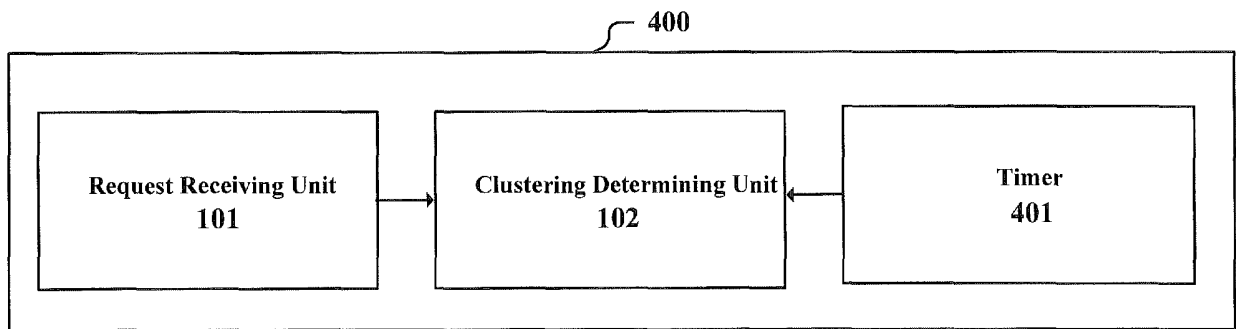 400
Request Receiving Unit
101
Clustering Determining Unit
102
Timer
401